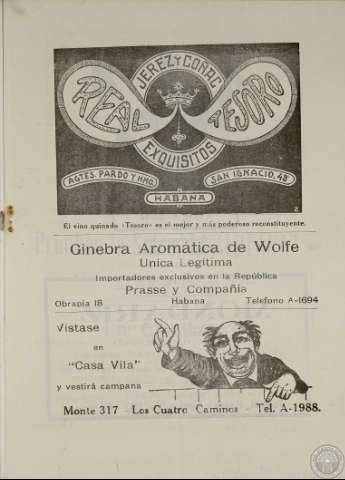 JEREZ Y COÑAC
REAL TESORO
EXQUISITOS
AGTES. PARDO Y HNO. SAN IGNACIO, 48
HABANA
El vino quinado «Tesoro» es el mejor y más poderoso reconstituyente.
Ginebra Aromática de Wolfe
Unica Legítima
Importadores exclusivos en la República
Prasse y Compañía
Obrapía 18 Habana Telefono A-1694
Vístase
en
"Casa Vila"
y vestirá campana
Monte 317 - Los Cuatro Caminos - Tel. A-1988.